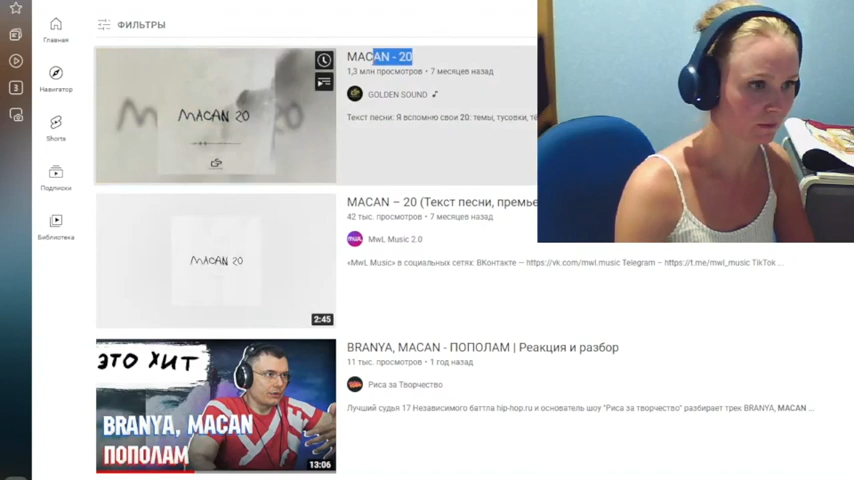 ФИЛЬТРЫ
Главная
3
Навигатор
Shorts
Подписки
Библиотека
MACAN 20
MACAN - 20
1,3 млн просмотров • 7 месяцев назад
GOLDEN SOUND
Текст песни: Я вспомню свои 20: темы, тусовки,
MACAN 20
2:45
MACAN – 20 (Текст песни, премье
42 тыс. просмотров • 7 месяцев назад
MwL Music 2.0
«MwL Music» в социальных сетях: ВКонтакте — https://vk.com/mwl.music Telegram – https://t.me/mwl_music TikTok ...
ЭТО ХИТ
BRANYA, MACAN
ПОПОЛАМ
13:06
BRANYA, MACAN - ПОПОЛАМ | Реакция и разбор
11 тыс. просмотров • 1 год назад
Риса за Творчество
Лучший судья 17 Независимого баттла hip-hop.ru и основатель шоу "Риса за творчество" разбирает трек BRANYA, MACAN ...